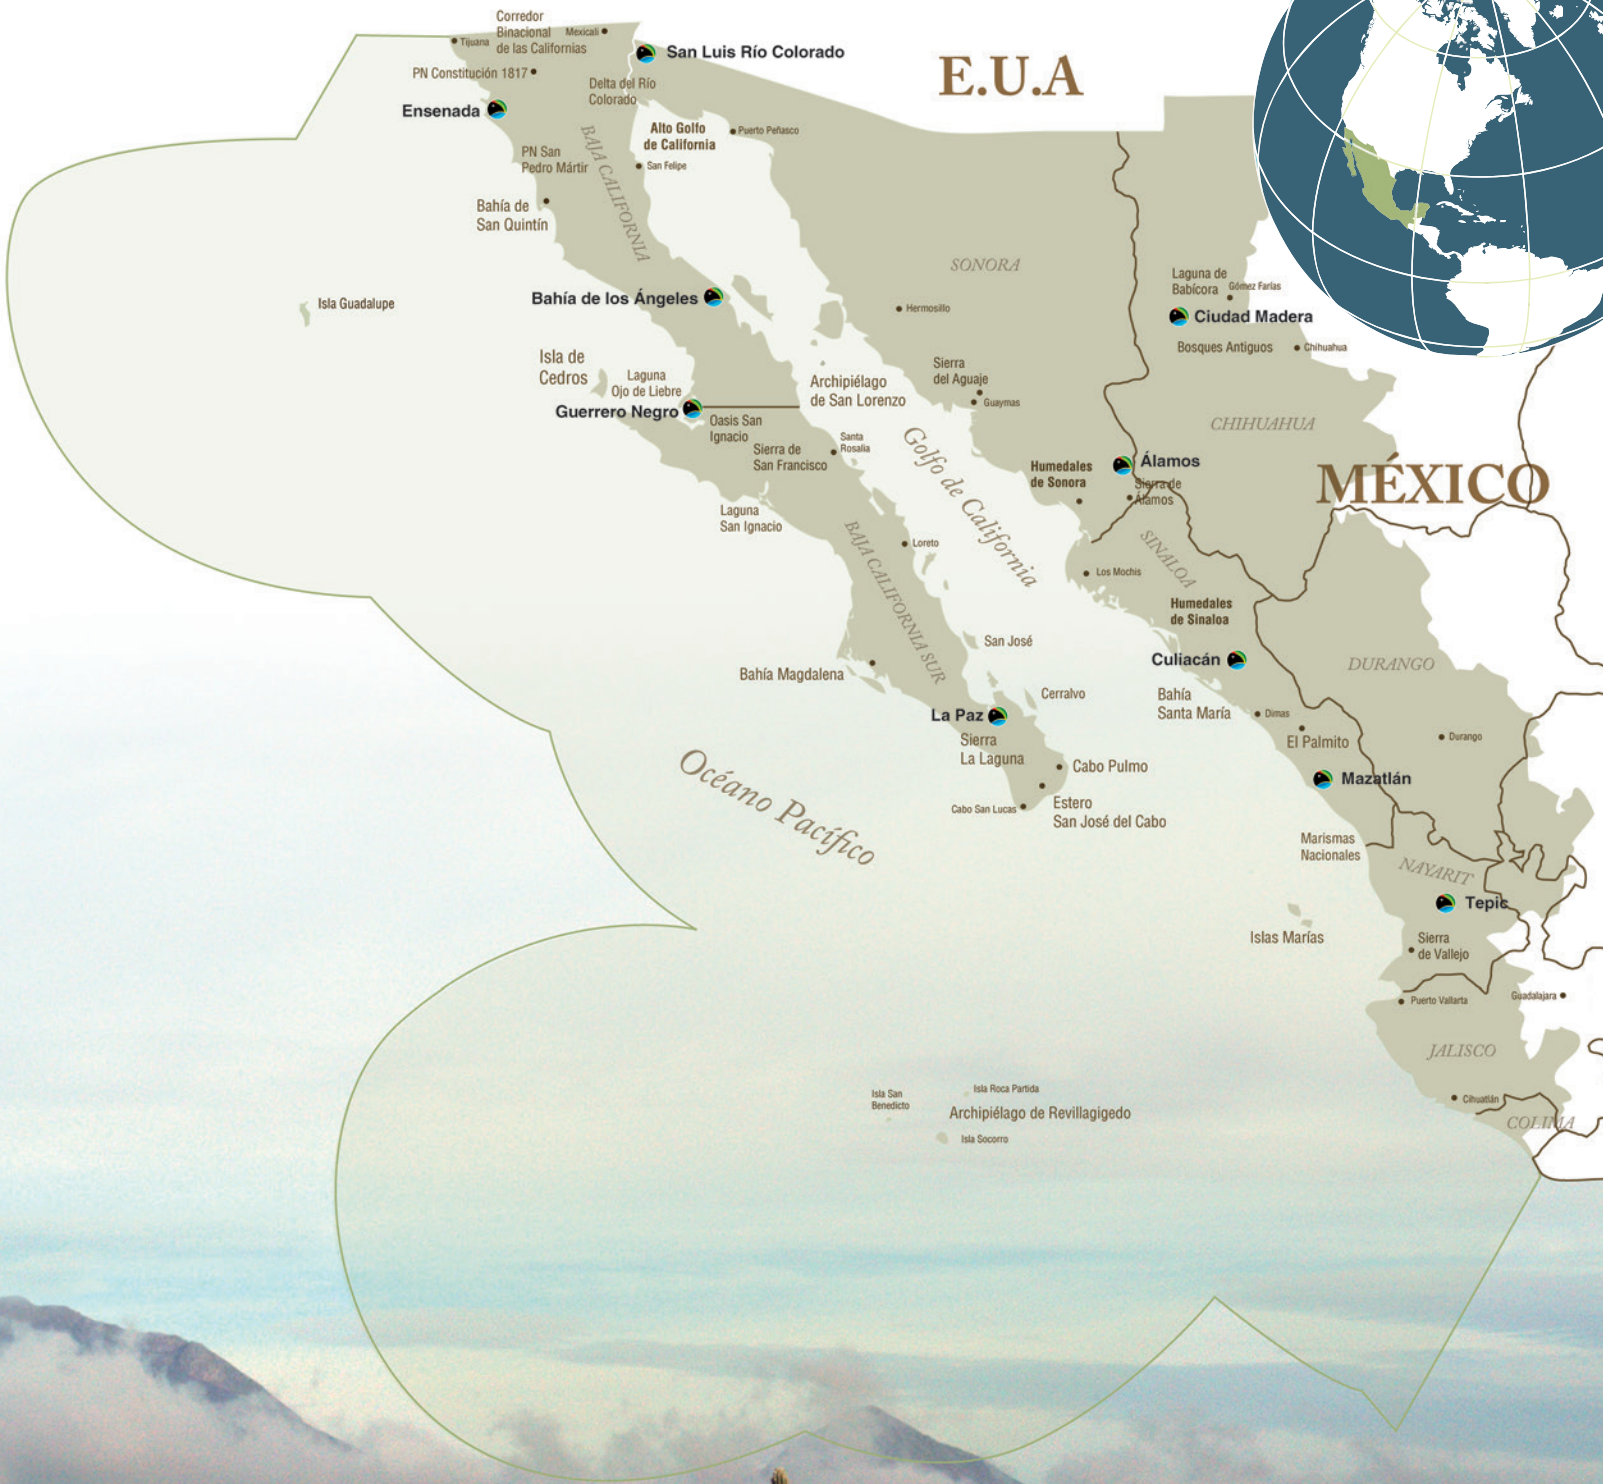 Corredor
Binacional
de las Californias
Mexicali
Tijuana
San Luis Río Colorado
E.U.A
PN Constitución 1817
Delta del Río
Colorado
Ensenada
Alto Golfo
de California
Puerto Peñasco
BAJA CALIFORNIA
PN San
Pedro Mártir
San Felipe
Bahía de
San Quintín
SONORA
Laguna de
Babícora
Gómez Farías
Isla Guadalupe
Bahía de los Ángeles
Hermosillo
Ciudad Madera
Bosques Antiguos
Chihuahua
Isla de
Cedros
Laguna
Ojo de Liebre
Archipiélago
de San Lorenzo
Sierra
del Aguaje
Guaymas
Guerrero Negro
Oasis San
Ignacio
CHIHUAHUA
Santa
Rosalia
Sierra de
San Francisco
Golfo de California
Humedales
de Sonora
Álamos
Sierra de
Álamos
MÉXICO
Laguna
San Ignacio
BAJA CALIFORNIA SUR
Loreto
SINALOA
Los Mochis
Humedales
de Sinaloa
San José
Culiacán
DURANGO
Bahía Magdalena
Cerralvo
Bahía
Santa María
Dimas
La Paz
Sierra
La Laguna
El Palmito
Durango
Océano Pacífico
Cabo Pulmo
Mazatlán
Cabo San Lucas
Estero
San José del Cabo
Marismas
Nacionales
NAYARIT
Tepic
Islas Marías
Sierra
de Vallejo
Puerto Vallarta
Guadalajara
JALISCO
Isla San
Benedicto
Isla Roca Partida
Archipiélago de Revillagigedo
Isla Socorro
Cihuatlán
COLIMA